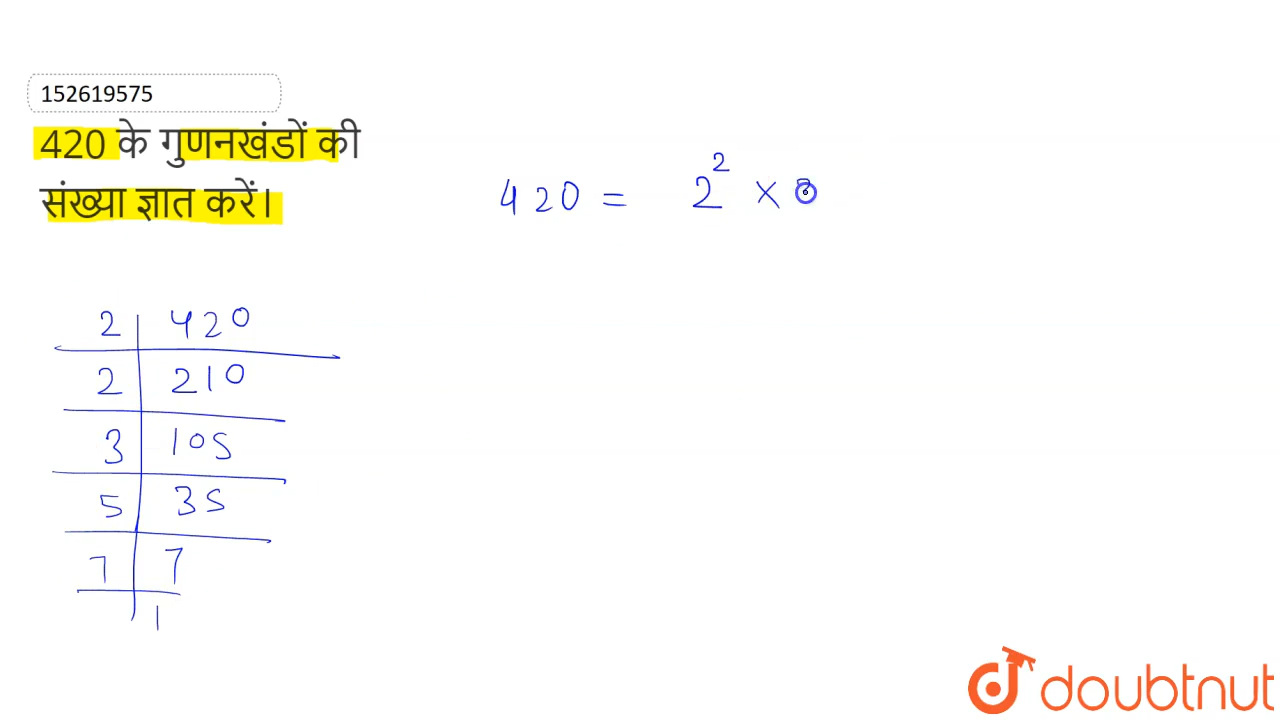 152619575
420 के गुणनखंडों की
संख्या ज्ञात करें।
420 = 2² ×
2 | 420
2 | 210
3 | 105
5 | 35
7 | 7
1
doubtnut